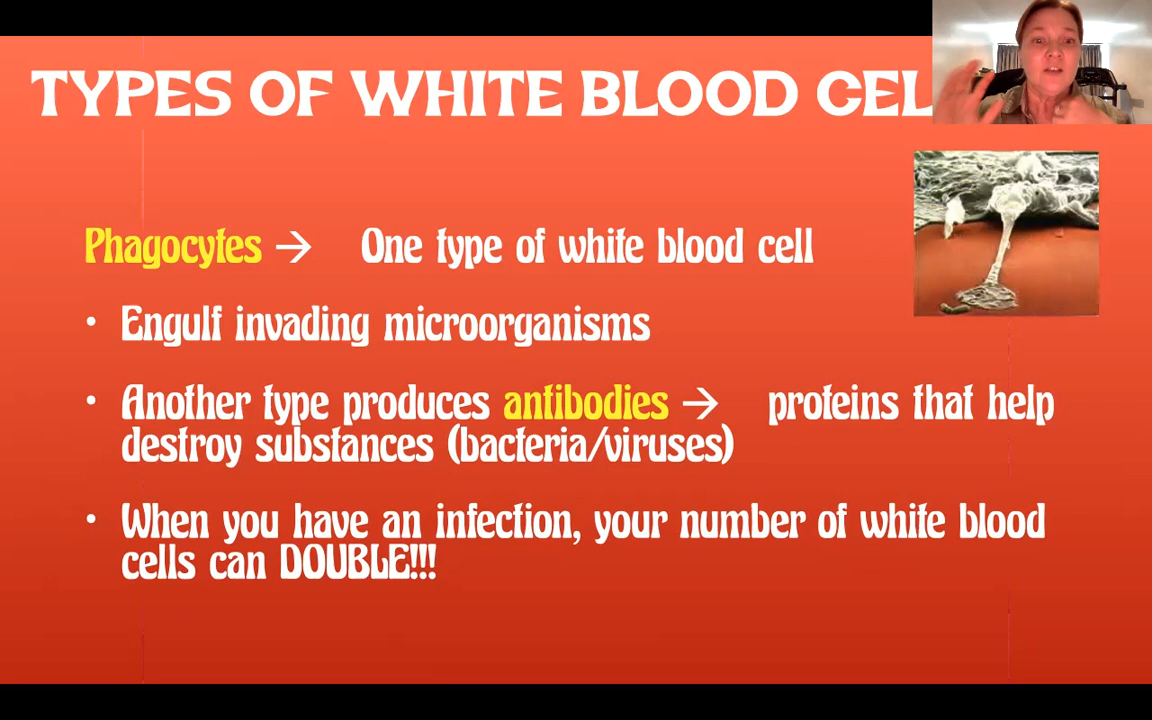 TYPES OF WHITE BLOOD CEL
Phagocytes → One type of white blood cell
• Engulf invading microorganisms
• Another type produces antibodies → proteins that help
destroy substances (bacteria/viruses)
• When you have an infection, your number of white blood
cells can DOUBLE!!!